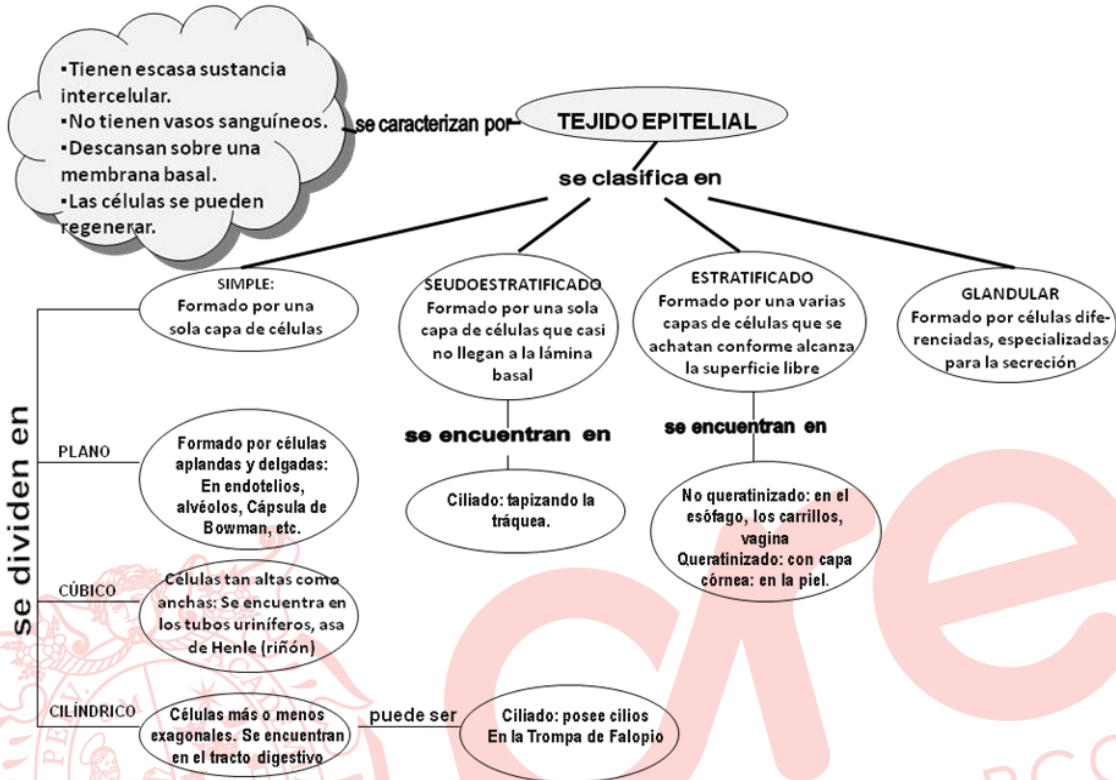 ▪Tienen escasa sustancia
intercelular.
▪No tienen vasos sanguíneos.
▪Descansan sobre una
membrana basal.
▪Las células se pueden
regenerar.
se caracterizan por
TEJIDO EPITELIAL
se clasifica en
SIMPLE:
Formado por una
sola capa de células
SEUDOESTRATIFICADO
Formado por una sola
capa de células que casi
no llegan a la lámina
basal
ESTRATIFICADO
Formado por una varias
capas de células que se
achatan conforme alcanza
la superficie libre
GLANDULAR
Formado por células dife-
renciadas, especializadas
para la secreción
se dividen en
PLANO
Formado por células
aplandas y delgadas:
En endotelios,
alvéolos, Cápsula de
Bowman, etc.
se encuentran en
Ciliado: tapizando la
tráquea.
se encuentran en
No queratinizado: en el
esófago, los carrillos,
vagina
Queratinizado: con capa
córnea: en la piel.
CÚBICO
Células tan altas como
anchas: Se encuentra en
los tubos uriníferos, asa
de Henle (riñón)
CILÍNDRICO
Células más o menos
exagonales. Se encuentran
en el tracto digestivo
puede ser
Ciliado: posee cilios
En la Trompa de Falopio
cre